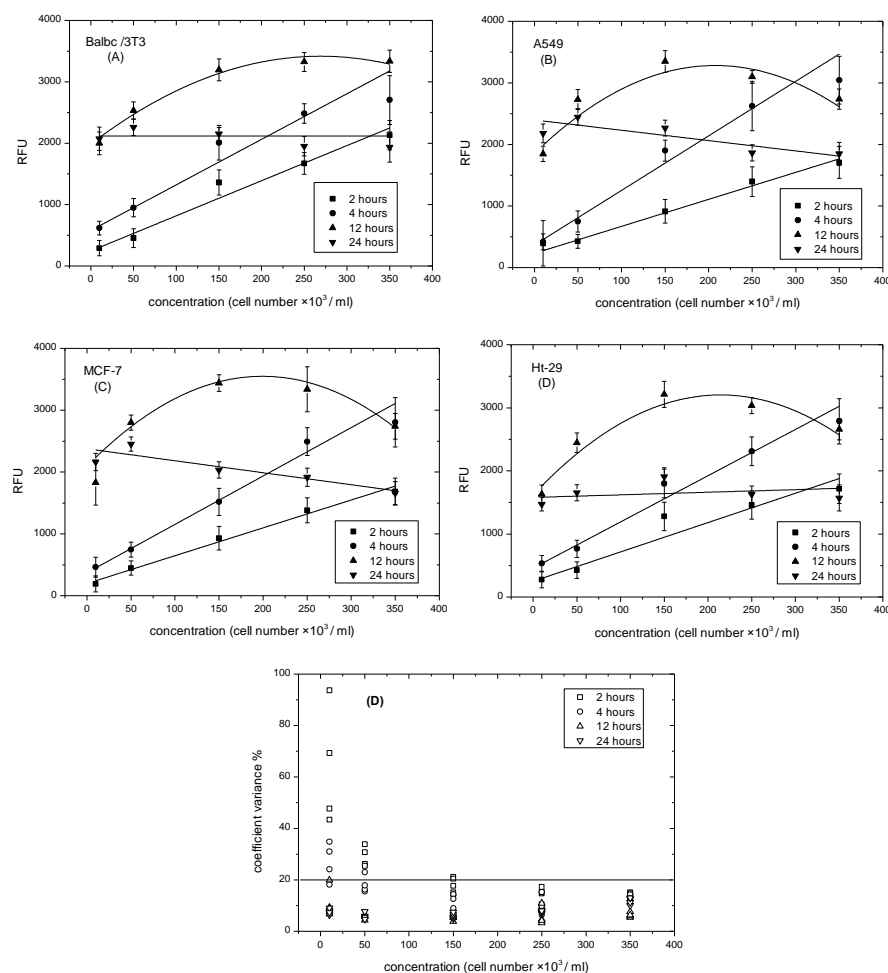 Balbc /3T3
(A)
RFU
4000
3000
2000
1000
0
0
50
100
150
200
250
300
350
400
concentration (cell number ×10³ / ml)
2 hours
4 hours
12 hours
24 hours
A549
(B)
RFU
4000
3000
2000
1000
0
0
50
100
150
200
250
300
350
400
concentration (cell number ×10³ / ml)
2 hours
4 hours
12 hours
24 hours
MCF-7
(C)
RFU
4000
3000
2000
1000
0
0
50
100
150
200
250
300
350
400
concentration (cell number ×10³ / ml)
2 hours
4 hours
12 hours
24 hours
Ht-29
(D)
RFU
4000
3000
2000
1000
0
0
50
100
150
200
250
300
350
400
concentration (cell number ×10³ / ml)
2 hours
4 hours
12 hours
24 hours
(D)
coefficient variance %
100
80
60
40
20
0
0
50
100
150
200
250
300
350
400
concentration (cell number ×10³ / ml)
2 hours
4 hours
12 hours
24 hours